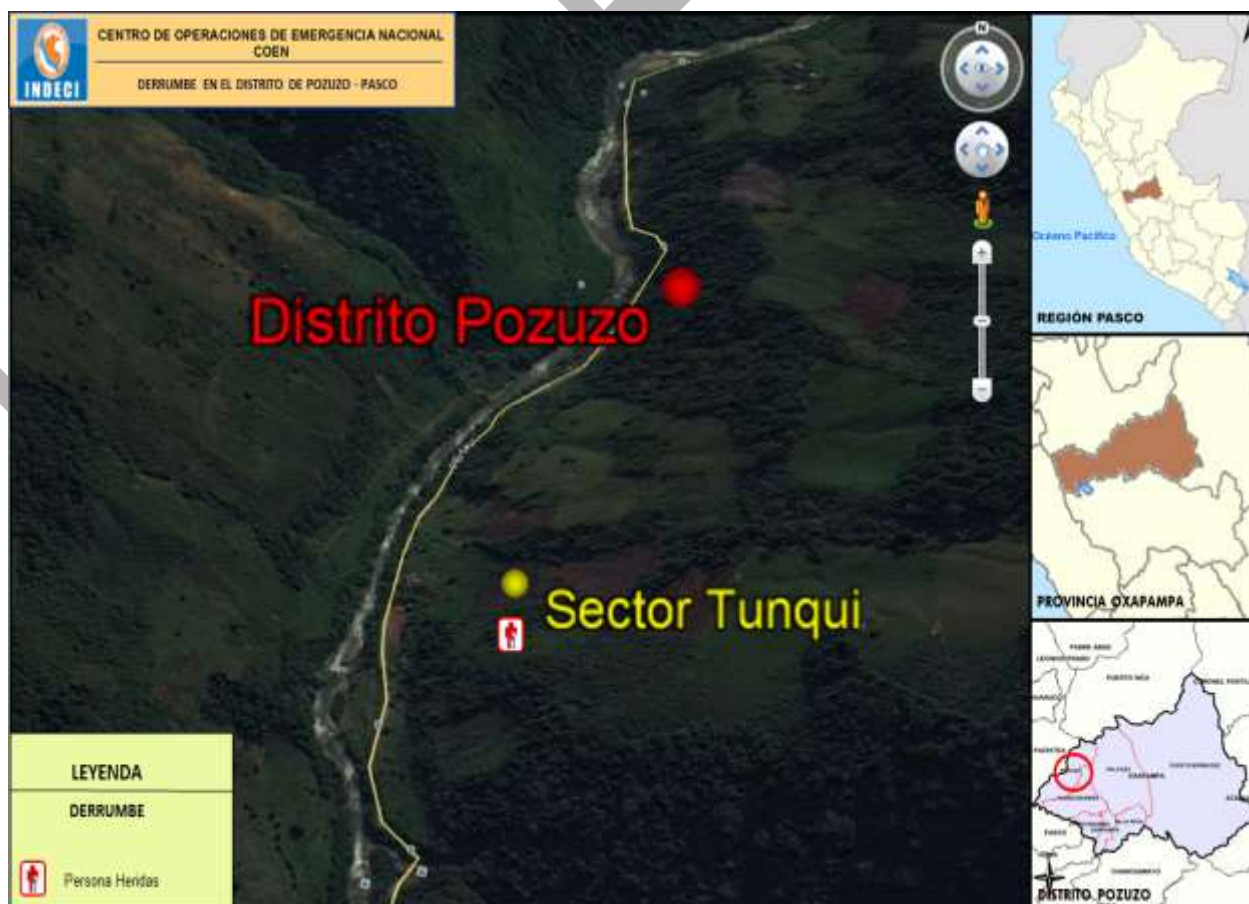 INDECI
CENTRO DE OPERACIONES DE EMERGENCIA NACIONAL
COEN
DERRUMBE EN EL DISTRITO DE POZUZO - PASCO
N
Distrito Pozuzo
Sector Tunqui
LEYENDA
DERRUMBE
Persona Heridas
Océano Pacífico
REGIÓN PASCO
PROVINCIA OXAPAMPA
PUERTO INCA
OXAPAMPA
DISTRITO POZUZO